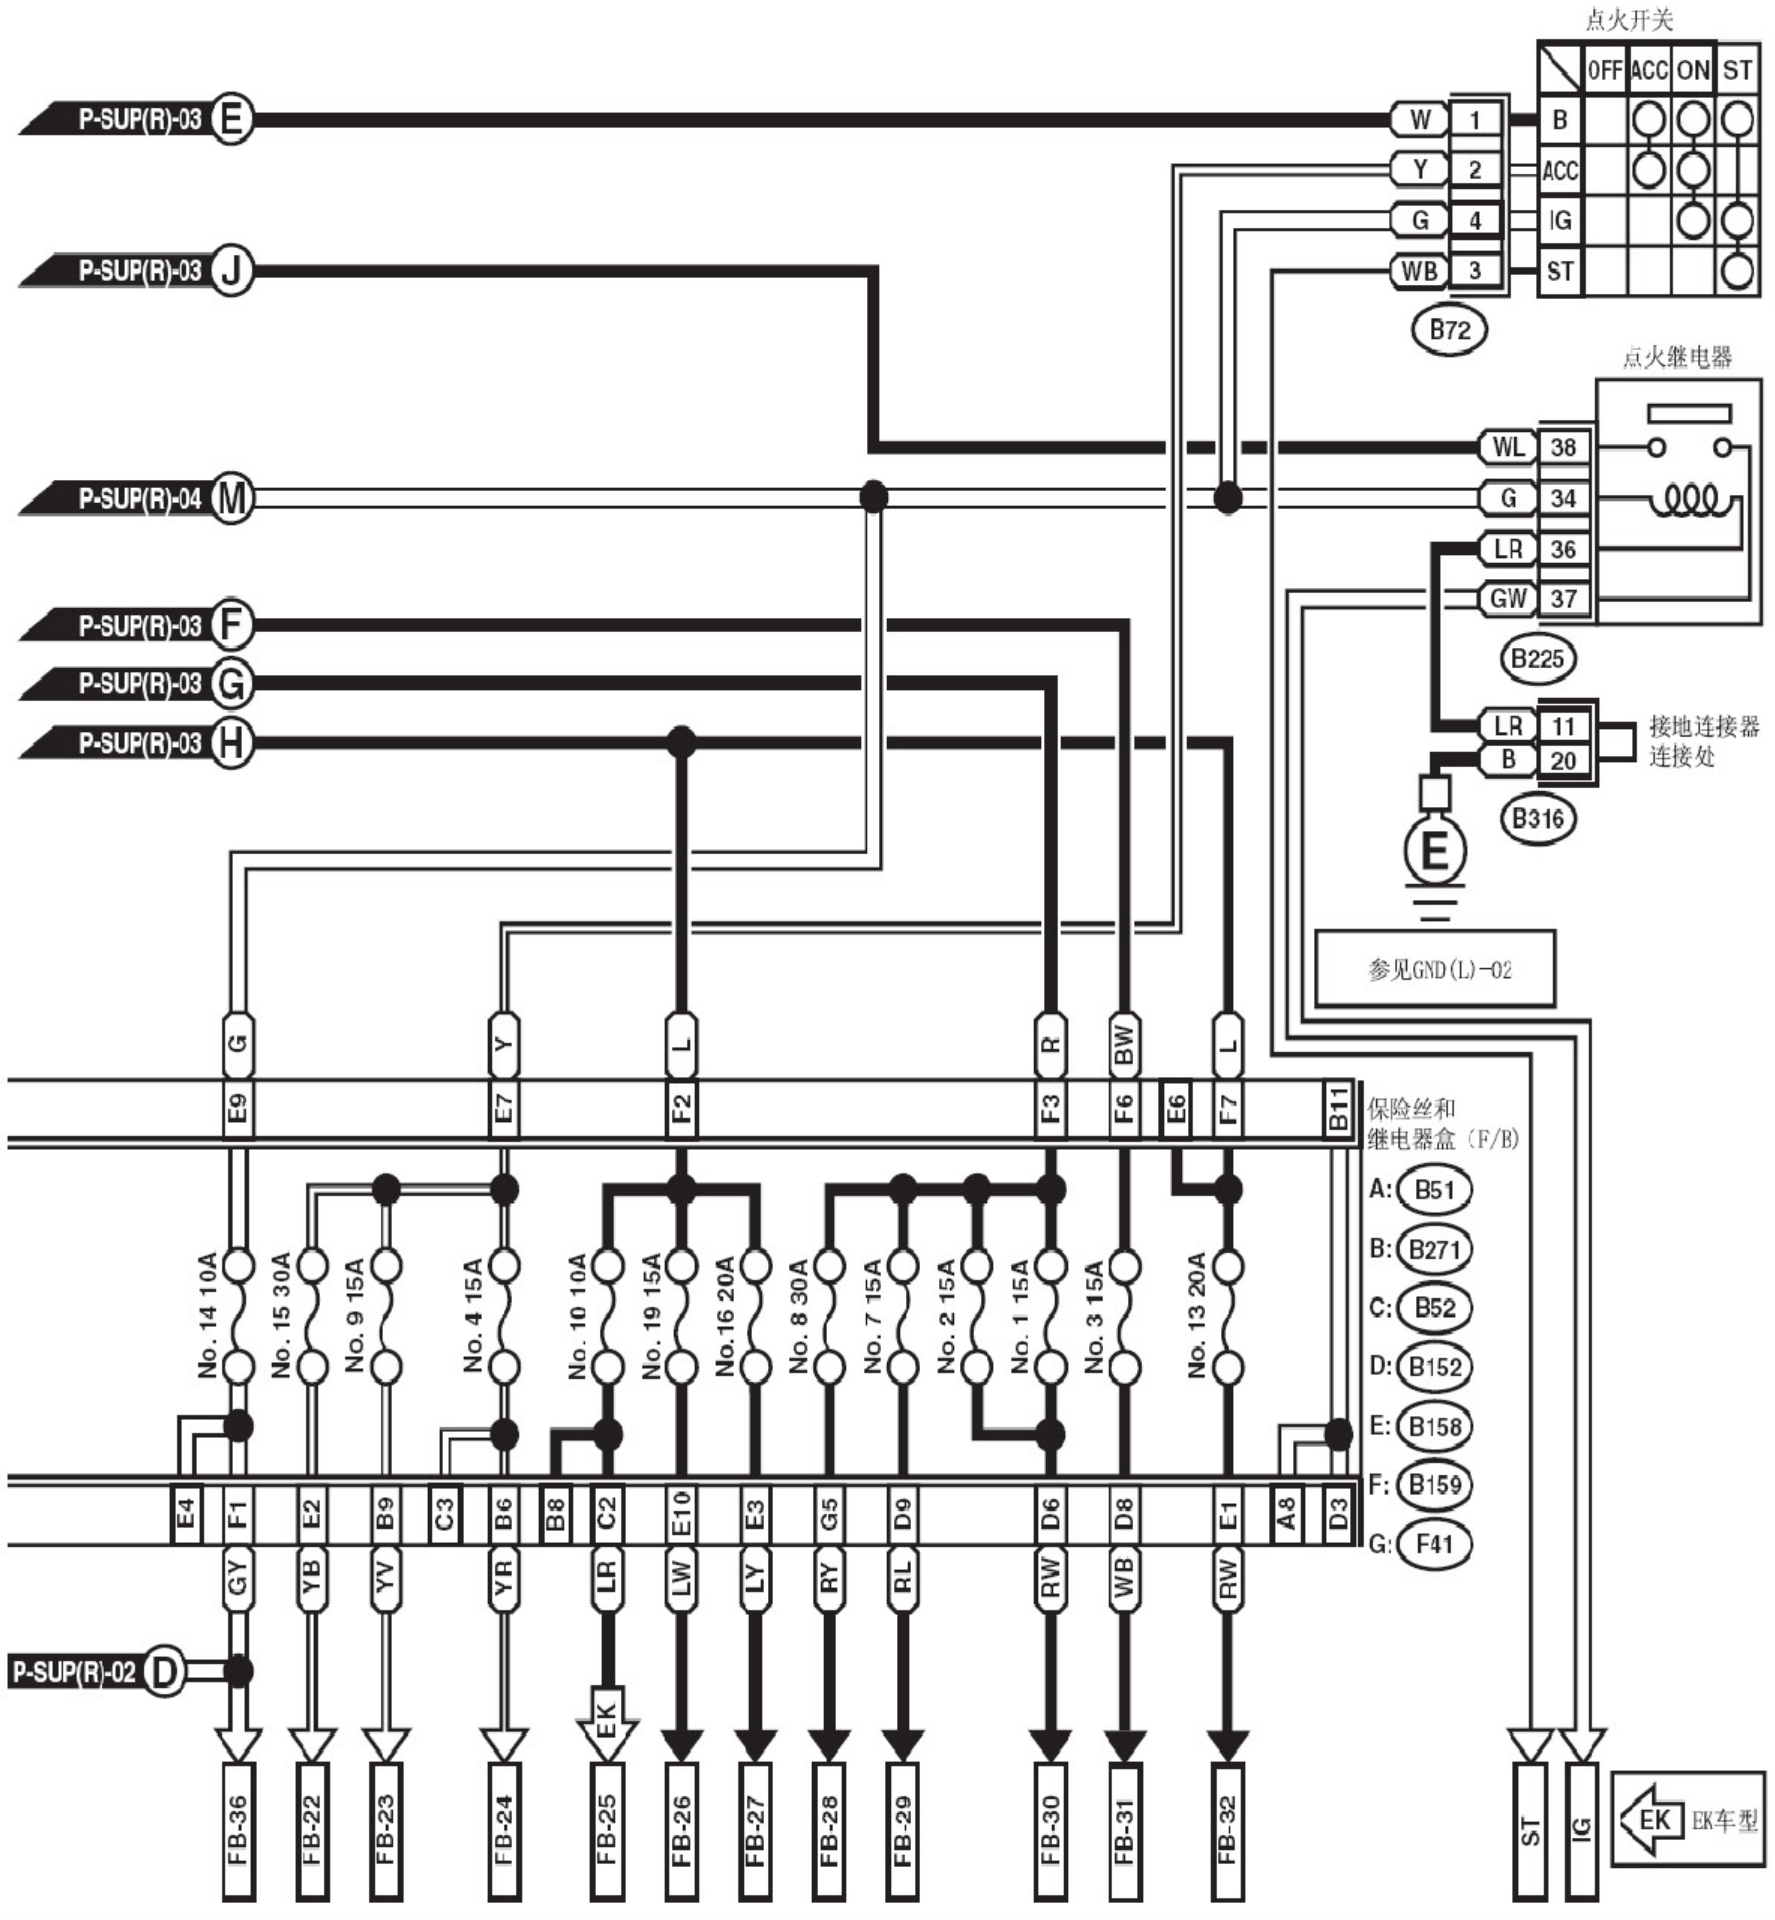 点火开关
OFF ACC ON ST
P-SUP(R)-03 E
W 1 B
Y 2 ACC
G 4 IG
P-SUP(R)-03 J
WB 3 ST
B72
点火继电器
WL 38
P-SUP(R)-04 M
G 34
LR 36
GW 37
P-SUP(R)-03 F
B225
P-SUP(R)-03 G
P-SUP(R)-03 H
LR 11
B 20
接地连接器
连接处
B316
E
参见GND(L)-02
G Y L R BW L
E9 E7 F2 F3 F6 E6 F7 B11
保险丝和
继电器盒（F/B）
A: B51
B: B271
C: B52
D: B152
E: B158
F: B159
G: F41
No. 14 10A
No. 15 30A
No. 9 15A
No. 4 15A
No. 10 10A
No. 19 15A
No. 16 20A
No. 8 30A
No. 7 15A
No. 2 15A
No. 1 15A
No. 3 15A
No. 13 20A
E4 F1 E2 B9 C3 B6 B8 C2 E10 E3 G5 D9 D6 D8 E1 A8 D3
GY YB YV YR LR LW LY RY RL RW WB RW
P-SUP(R)-02 D
EK
FB-36 FB-22 FB-23 FB-24 FB-25 FB-26 FB-27 FB-28 FB-29 FB-30 FB-31 FB-32 ST IG
EK EK车型